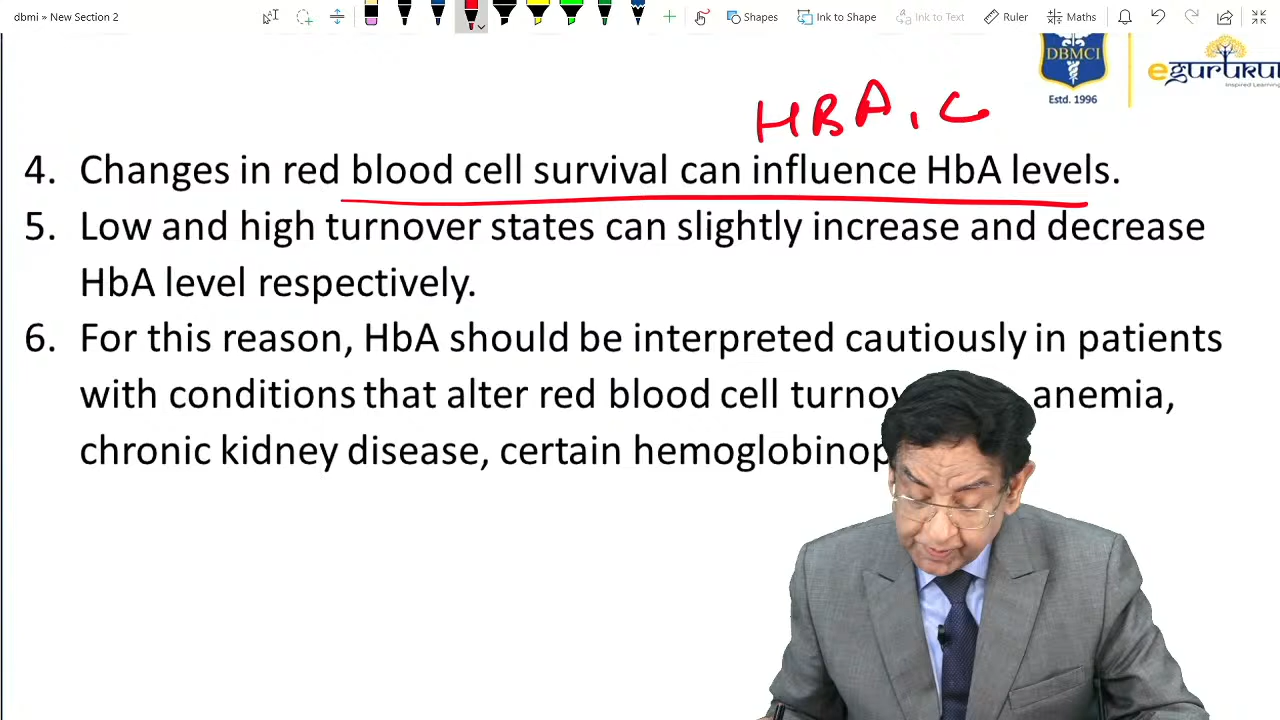 dbmi » New Section 2
Shapes
Ink to Shape
Ink to Text
Ruler
Maths
DBMCI
Estd. 1996
egurukul
Inspired Learning
HBA1C
4. Changes in red blood cell survival can influence HbA levels.
5. Low and high turnover states can slightly increase and decrease
HbA level respectively.
6. For this reason, HbA should be interpreted cautiously in patients
with conditions that alter red blood cell turnov anemia,
chronic kidney disease, certain hemoglobinop